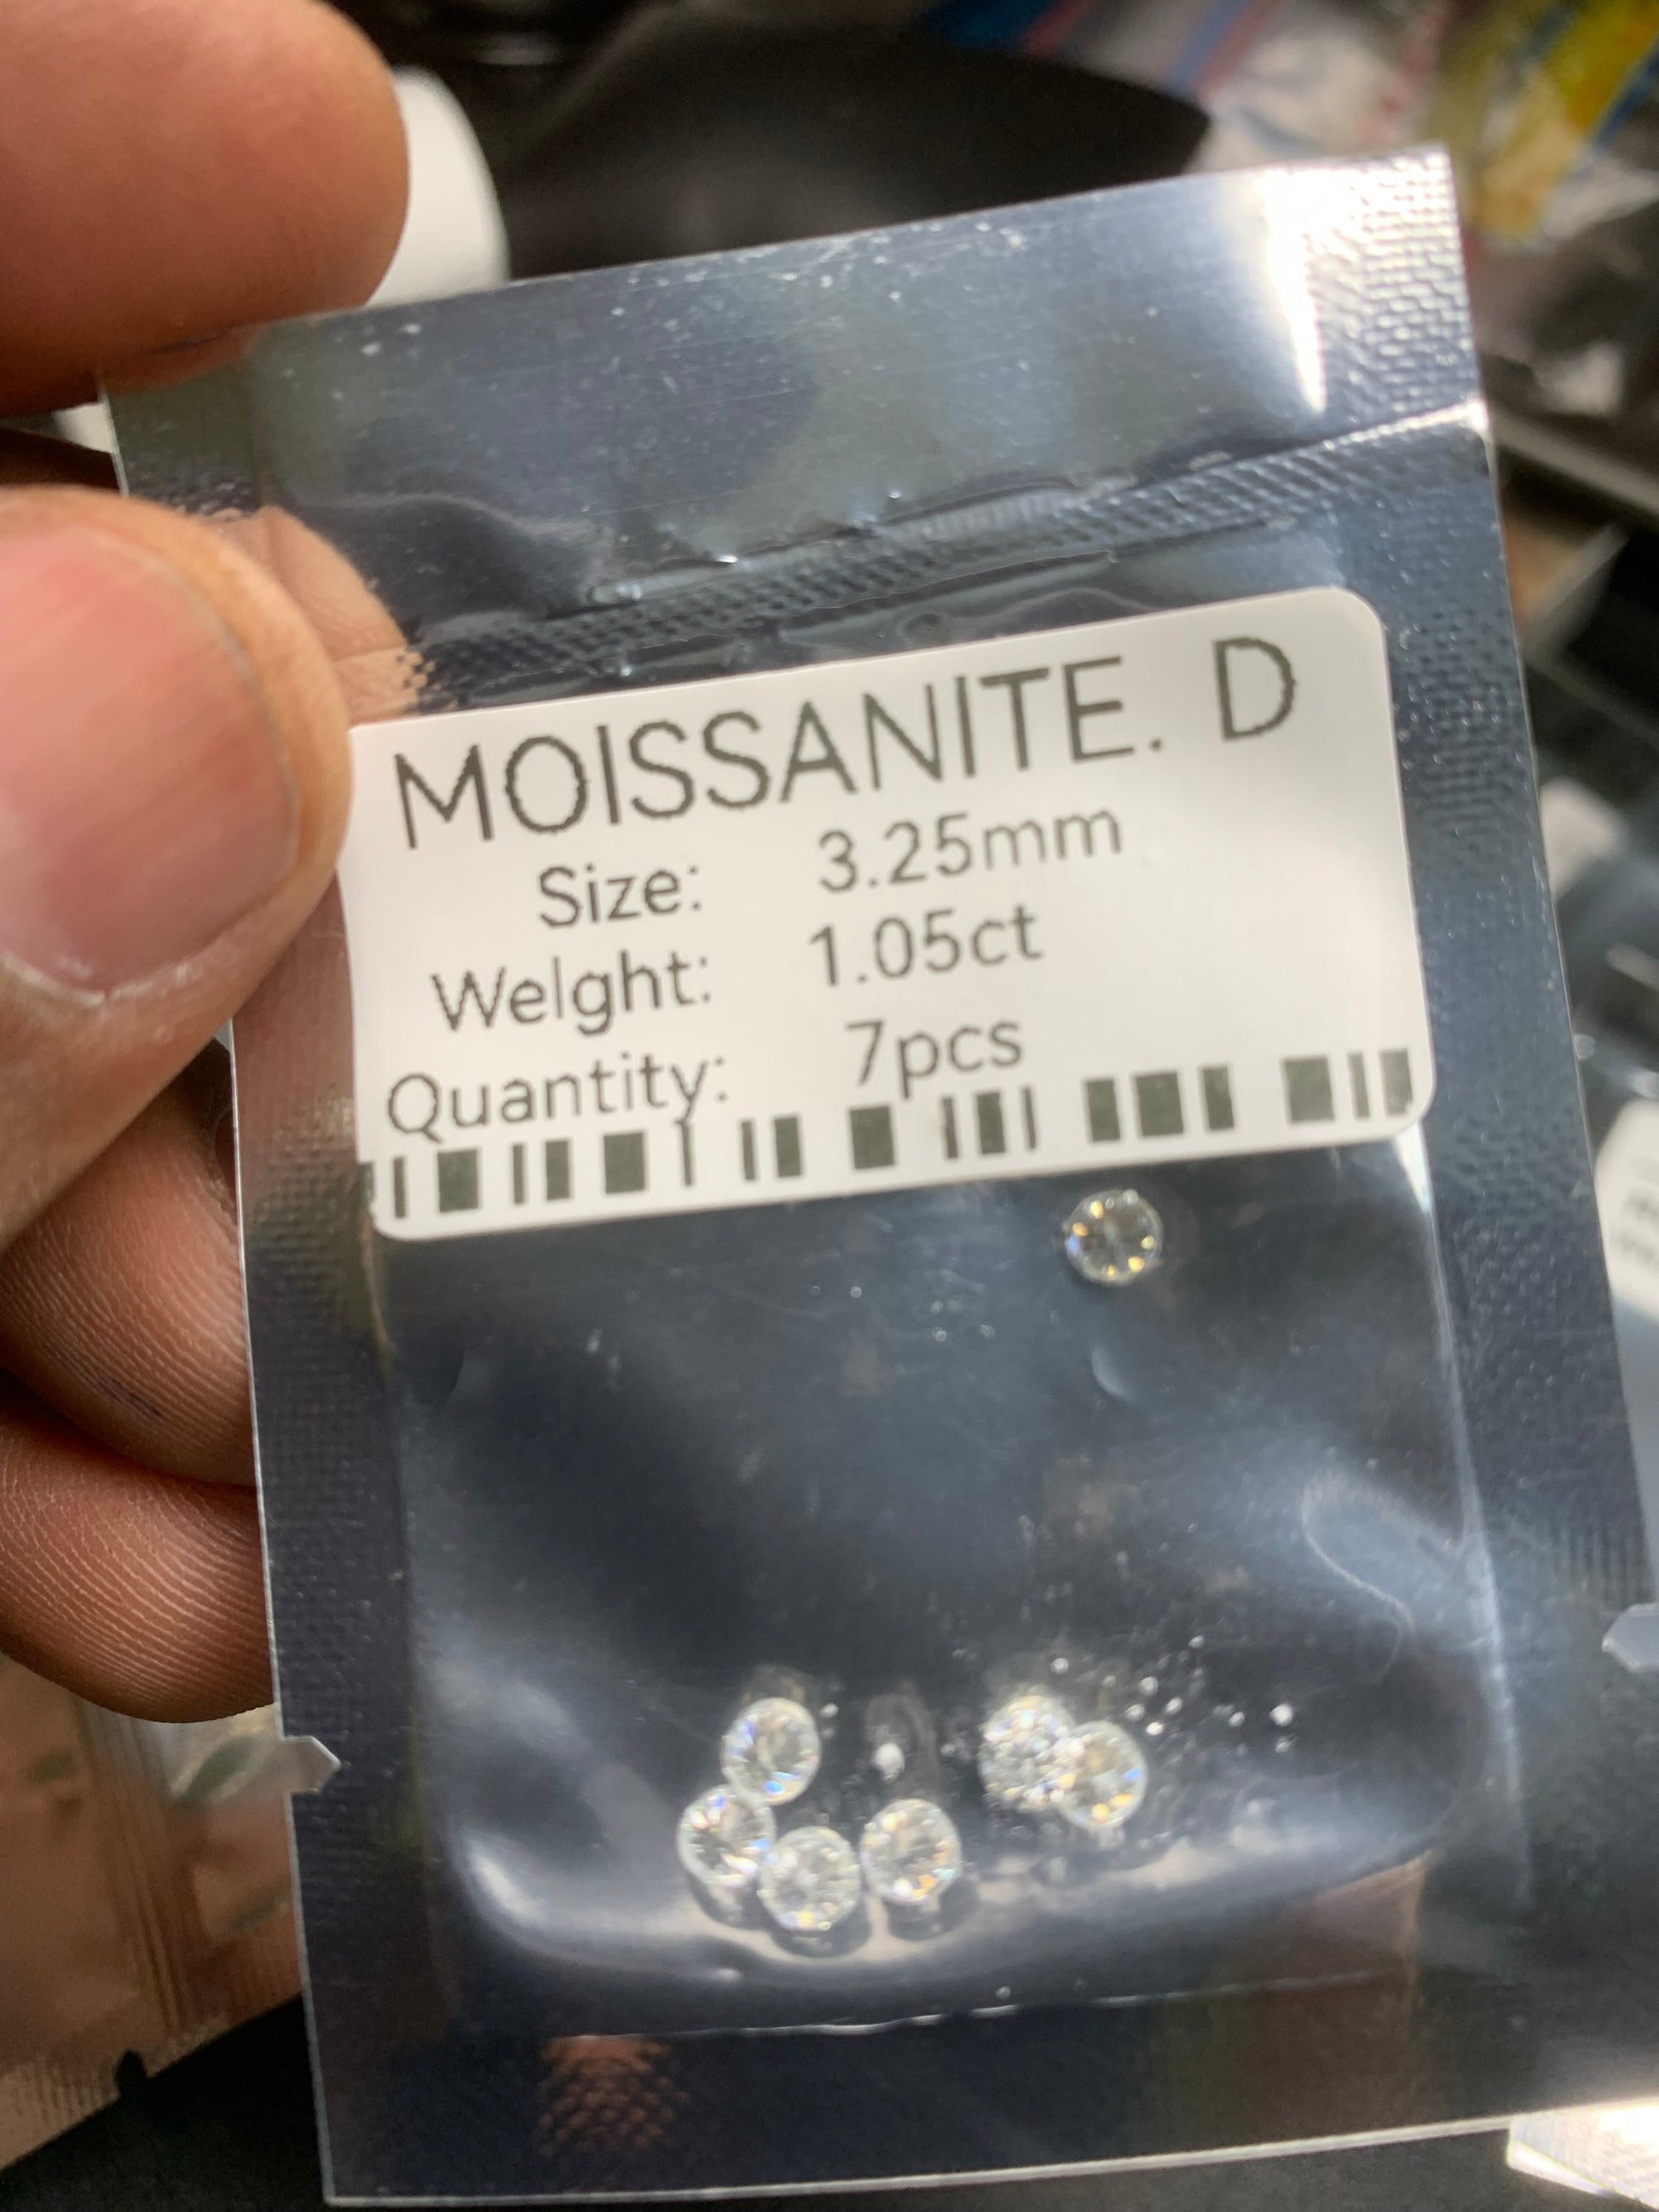 MOISSANITE. D
Size: 3.25mm
Welght: 1.05ct
Quantity: 7pcs